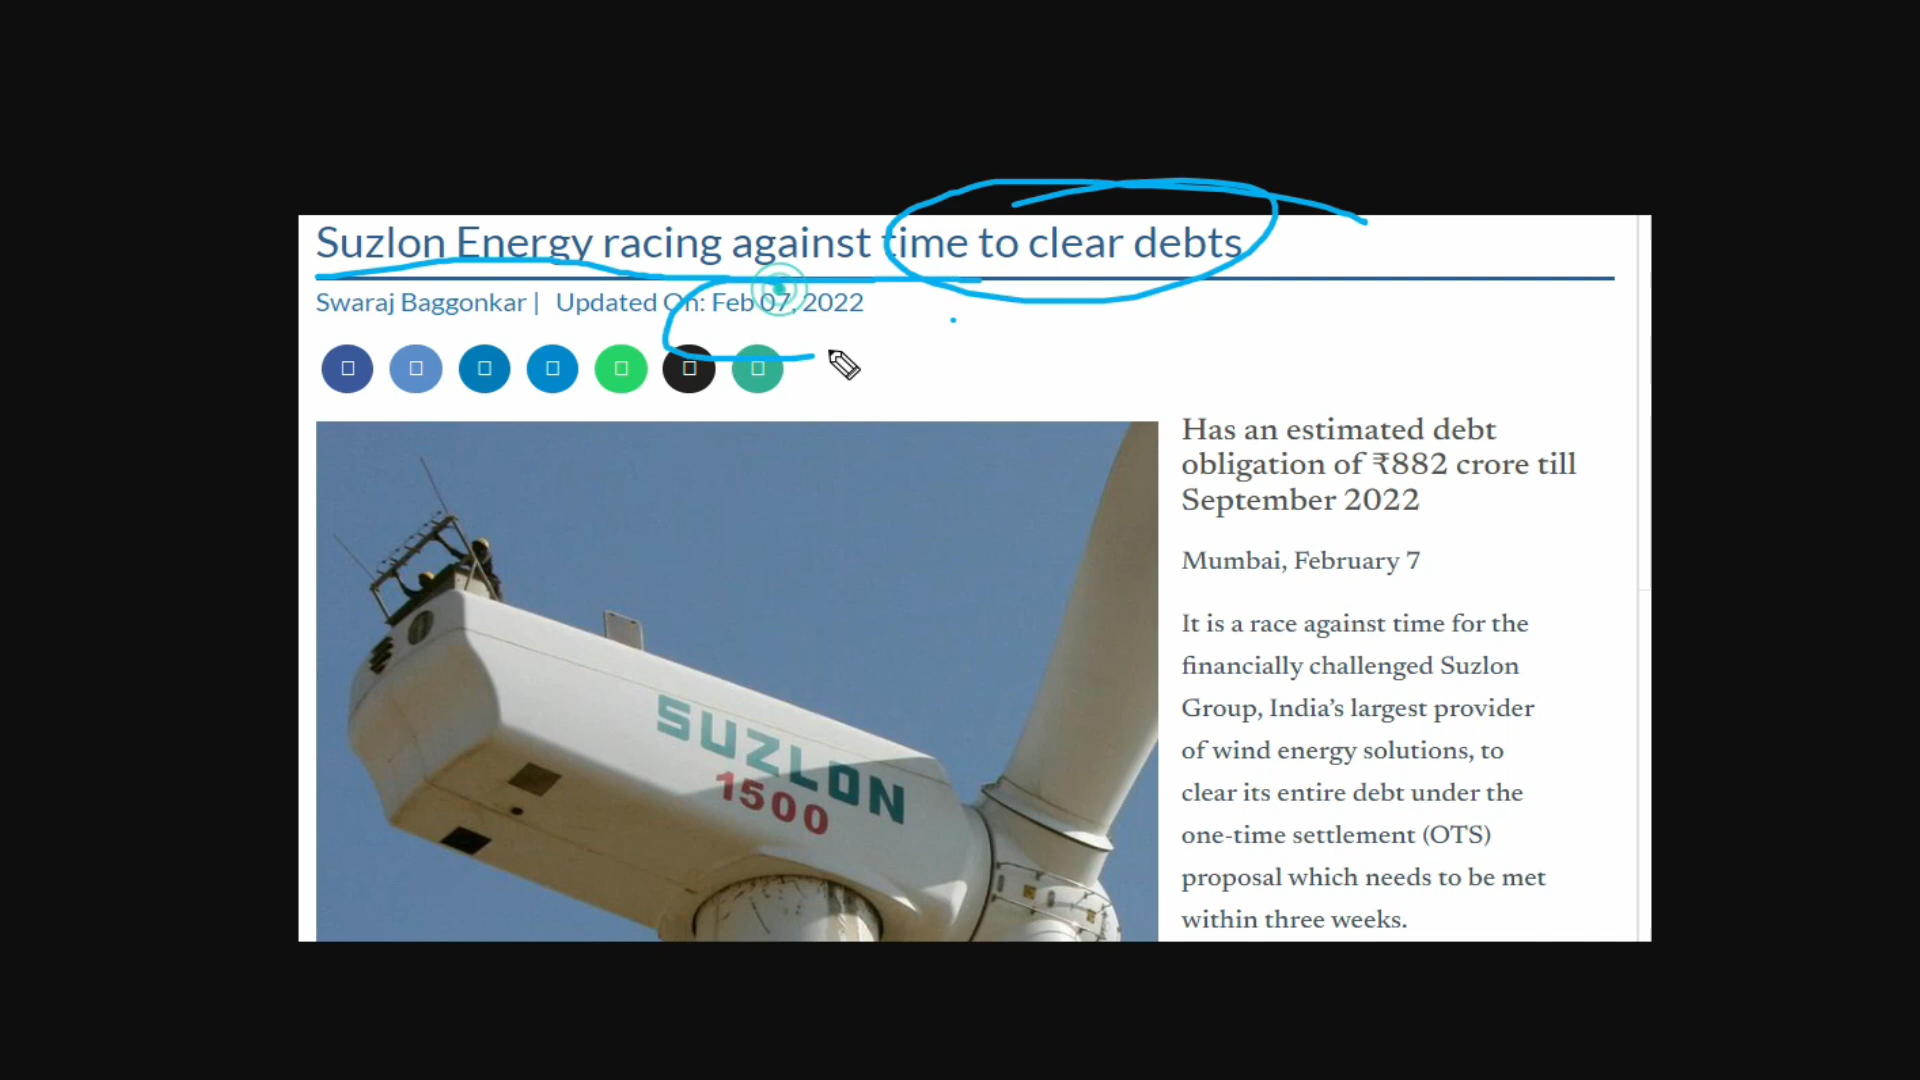 Suzlon Energy racing against time to clear debts
Swaraj Baggonkar | Updated On: Feb 07, 2022
Has an estimated debt
obligation of ₹882 crore till
September 2022
Mumbai, February 7
It is a race against time for the
financially challenged Suzlon
Group, India’s largest provider
of wind energy solutions, to
clear its entire debt under the
one-time settlement (OTS)
proposal which needs to be met
within three weeks.
SUZLON
1500